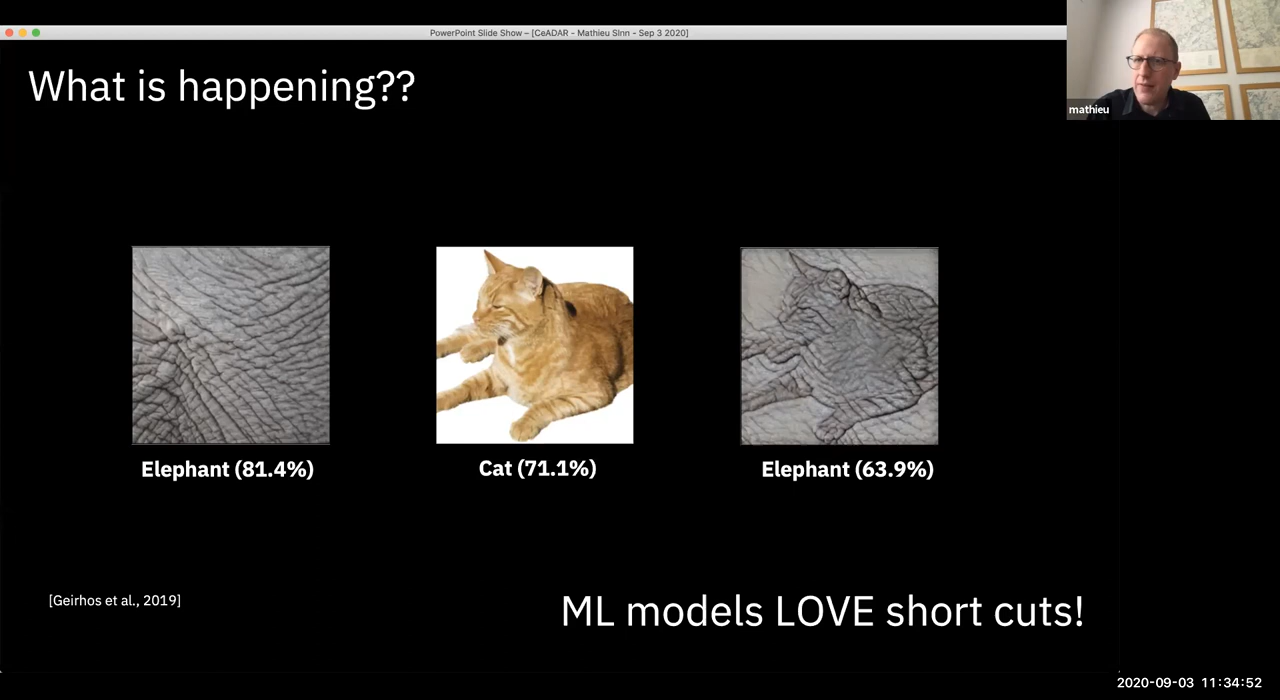 PowerPoint Slide Show – [CeADAR - Mathieu SInn - Sep 3 2020]
What is happening??
mathieu
Elephant (81.4%)
Cat (71.1%)
Elephant (63.9%)
[Geirhos et al., 2019]
ML models LOVE short cuts!
2020-09-03 11:34:52